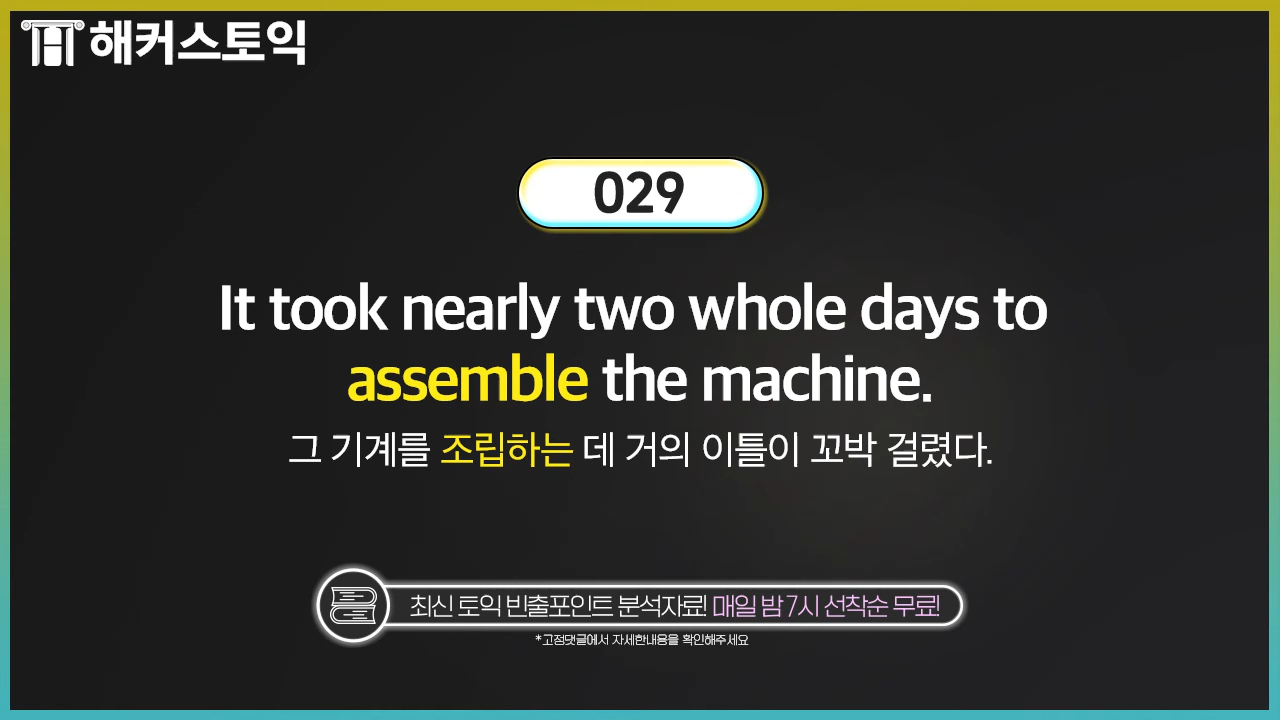 해커스토익
029
It took nearly two whole days to
assemble the machine.
그 기계를 조립하는 데 거의 이틀이 꼬박 걸렸다.
최신 토익 빈출포인트 분석자료! 매일 밤 7시 선착순 무료!
*고정댓글에서 자세한내용을 확인해주세요